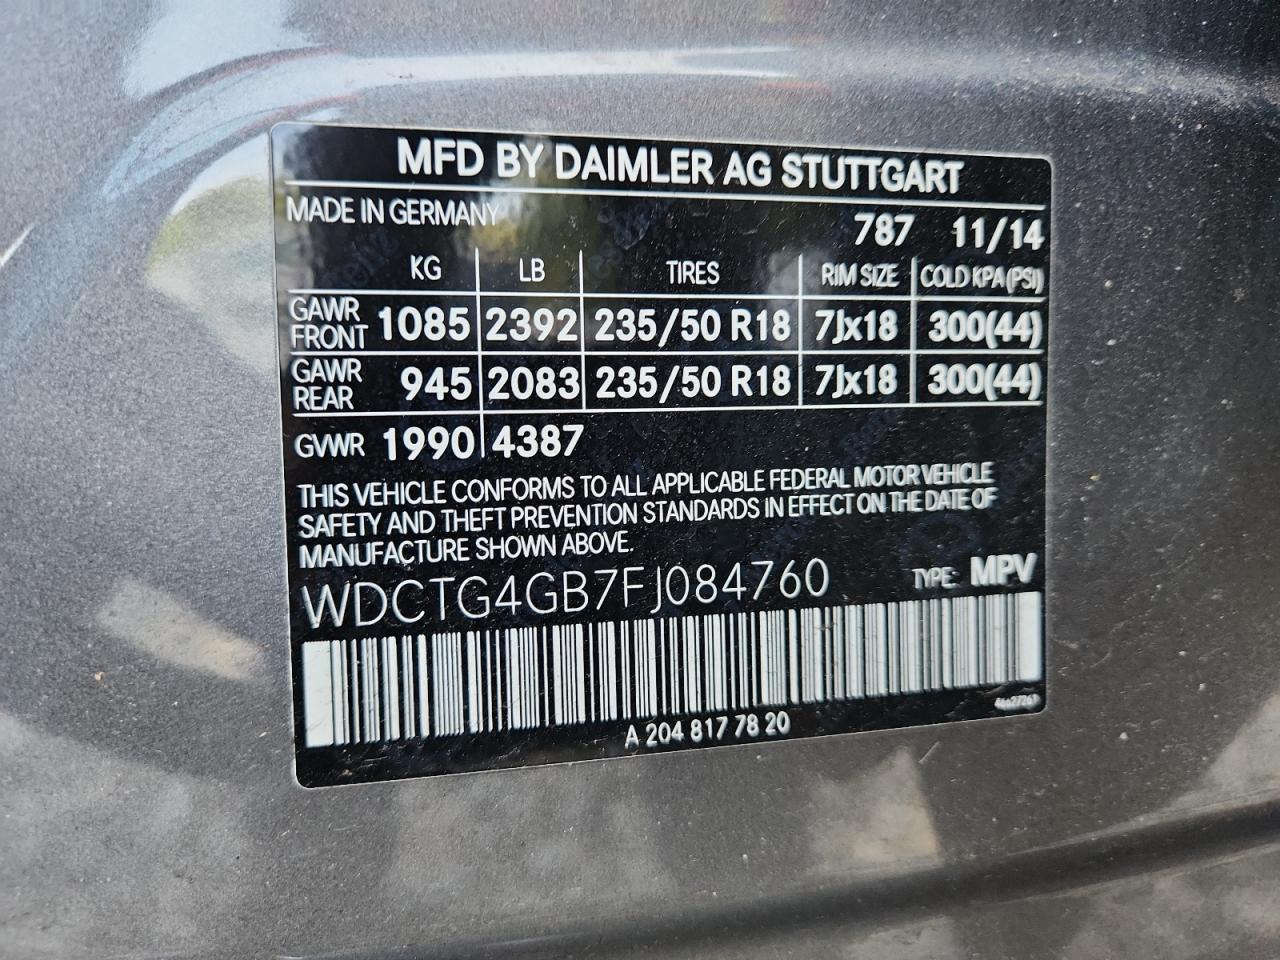 MFD BY DAIMLER AG STUTTGART
MADE IN GERMANY
787 11/14
KG LB TIRES RIM SIZE COLD KPA (PSI)
GAWR FRONT 1085 2392 235/50 R18 7Jx18 300(44)
GAWR REAR 945 2083 235/50 R18 7Jx18 300(44)
GVWR 1990 4387
THIS VEHICLE CONFORMS TO ALL APPLICABLE FEDERAL MOTOR VEHICLE
SAFETY AND THEFT PREVENTION STANDARDS IN EFFECT ON THE DATE OF
MANUFACTURE SHOWN ABOVE.
WDCTG4GB7FJ084760 TYPE: MPV
A 204 817 78 20